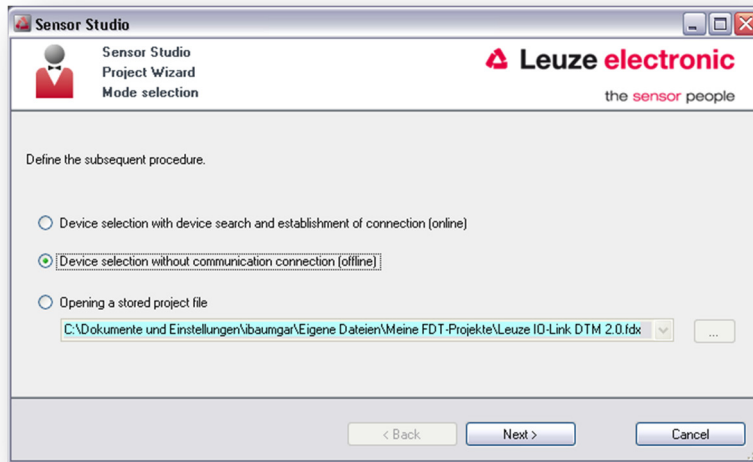 Sensor Studio
Sensor Studio
Project Wizard
Mode selection
Leuze electronic
the sensor people
Define the subsequent procedure.
Device selection with device search and establishment of connection (online)
Device selection without communication connection (offline)
Opening a stored project file
C:\Dokumente und Einstellungen\ibaumgar\Eigene Dateien\Meine FDT-Projekte\Leuze IO-Link DTM 2.0.fdx
...
< Back
Next >
Cancel